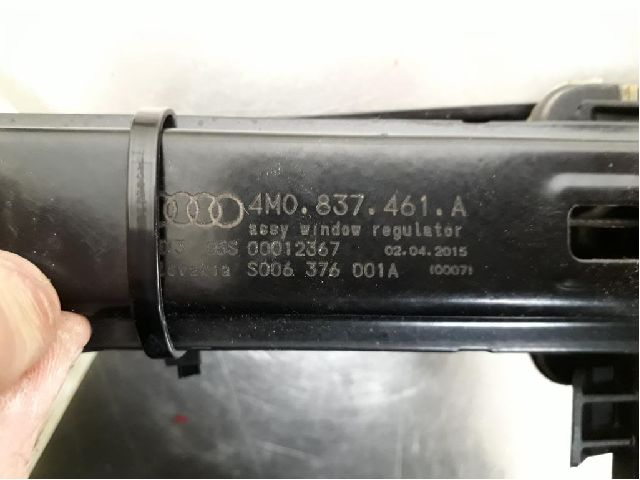 4M0.837.461.A
assy window regulator
00012367 02.04.2015
S006 376 001A (0007)